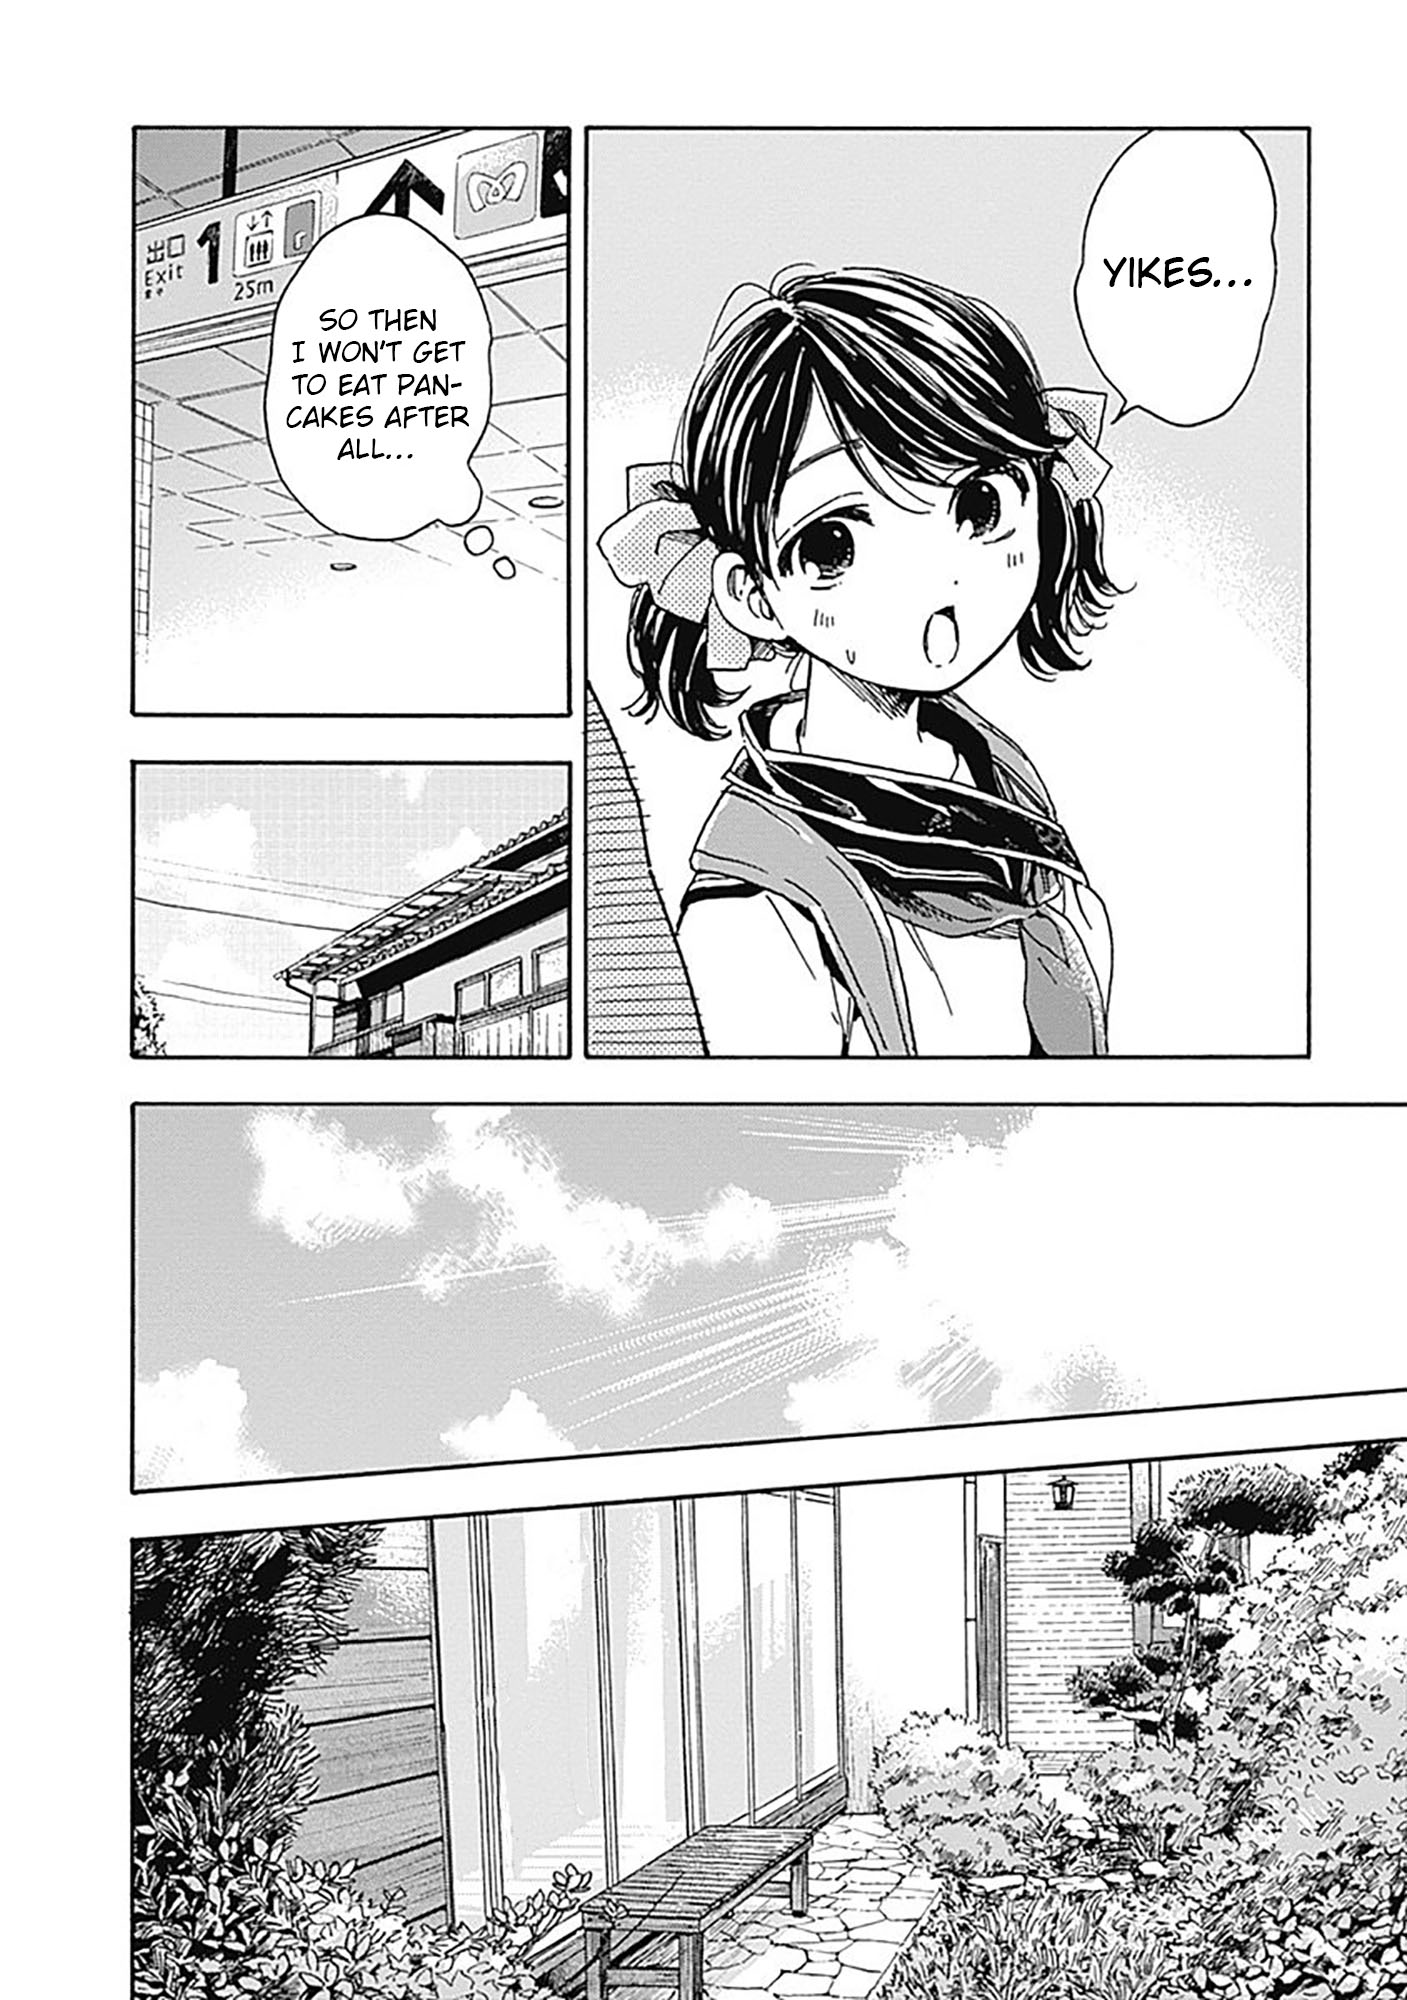 YIKES...
出口
Exit
1
25m
SO THEN
I WON'T GET
TO EAT PAN-
CAKES AFTER
ALL...